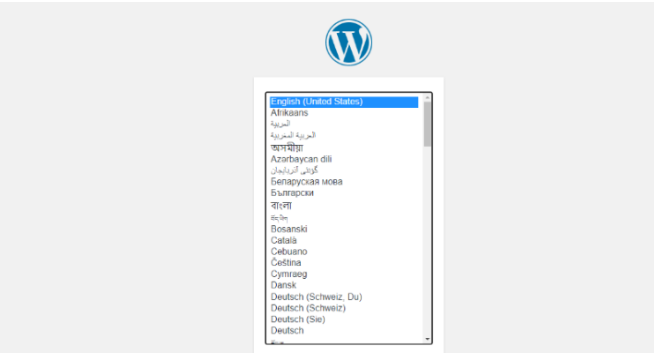 English (United States)
Afrikaans
العربية
العربية المغربية
অসমীয়া
Azərbaycan dili
گؤنئی آذربایجان
Беларуская мова
Български
বাংলা
བོད་ཡིག
Bosanski
Català
Cebuano
Čeština
Cymraeg
Dansk
Deutsch (Schweiz, Du)
Deutsch (Schweiz)
Deutsch (Sie)
Deutsch